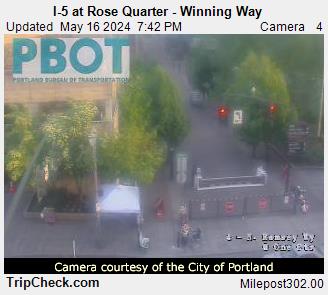 I-5 at Rose Quarter - Winning Way
Updated May 16 2024 7:42 PM Camera 4
PBOT
PORTLAND BUREAU OF TRANSPORTATION
Camera courtesy of the City of Portland
TripCheck.com Milepost302.00